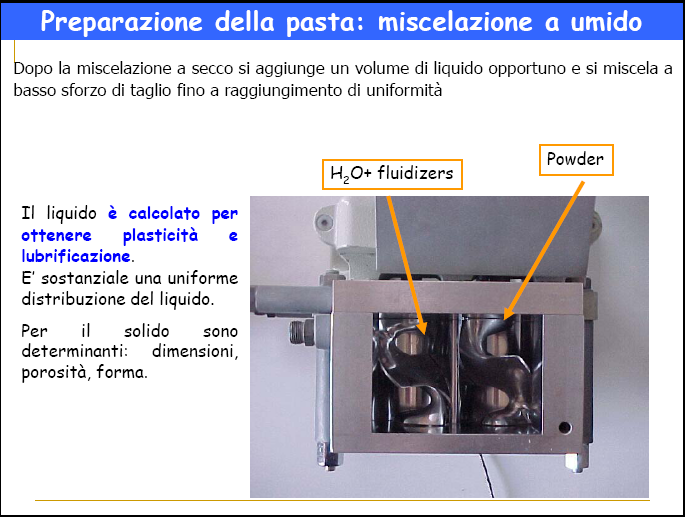 Preparazione della pasta: miscelazione a umido
Dopo la miscelazione a secco si aggiunge un volume di liquido opportuno e si miscela a
basso sforzo di taglio fino a raggiungimento di uniformità
Powder
H₂O+ fluidizers
Il liquido è calcolato per
ottenere plasticità e
lubrificazione.
E’ sostanziale una uniforme
distribuzione del liquido.
Per il solido sono
determinanti: dimensioni,
porosità, forma.